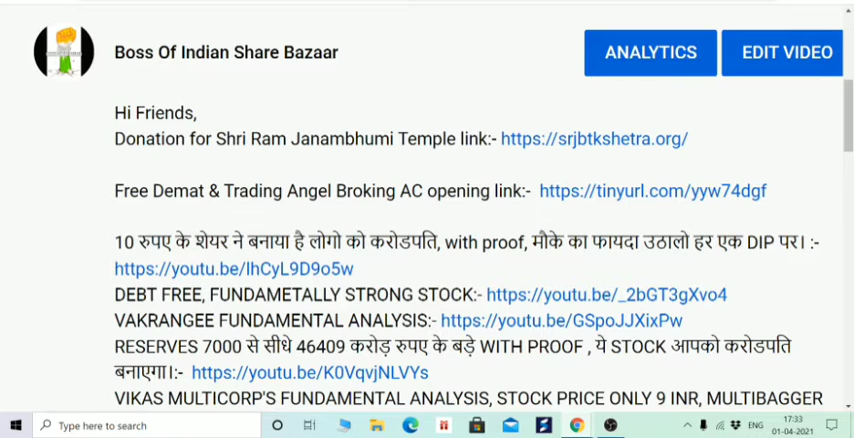 Boss Of Indian Share Bazaar
ANALYTICS
EDIT VIDEO
Hi Friends,
Donation for Shri Ram Janambhumi Temple link:- https://srjbtkshetra.org/
Free Demat & Trading Angel Broking AC opening link:- https://tinyurl.com/yyw74dgf
10 रुपए के शेयर ने बनाया है लोगो को करोडपति, with proof, मौके का फायदा उठालो हर एक DIP पर। :-
https://youtu.be/lhCyL9D9o5w
DEBT FREE, FUNDAMETALLY STRONG STOCK:- https://youtu.be/_2bGT3gXvo4
VAKRANGEE FUNDAMENTAL ANALYSIS:- https://youtu.be/GSpoJJXixPw
RESERVES 7000 से सीधे 46409 करोड़ रुपए के बड़े WITH PROOF , ये STOCK आपको करोडपति
बनाएगा।:- https://youtu.be/K0VqvjNLVYs
VIKAS MULTICORP'S FUNDAMENTAL ANALYSIS, STOCK PRICE ONLY 9 INR, MULTIBAGGER
Type here to search
ENG
17:33
01-04-2021